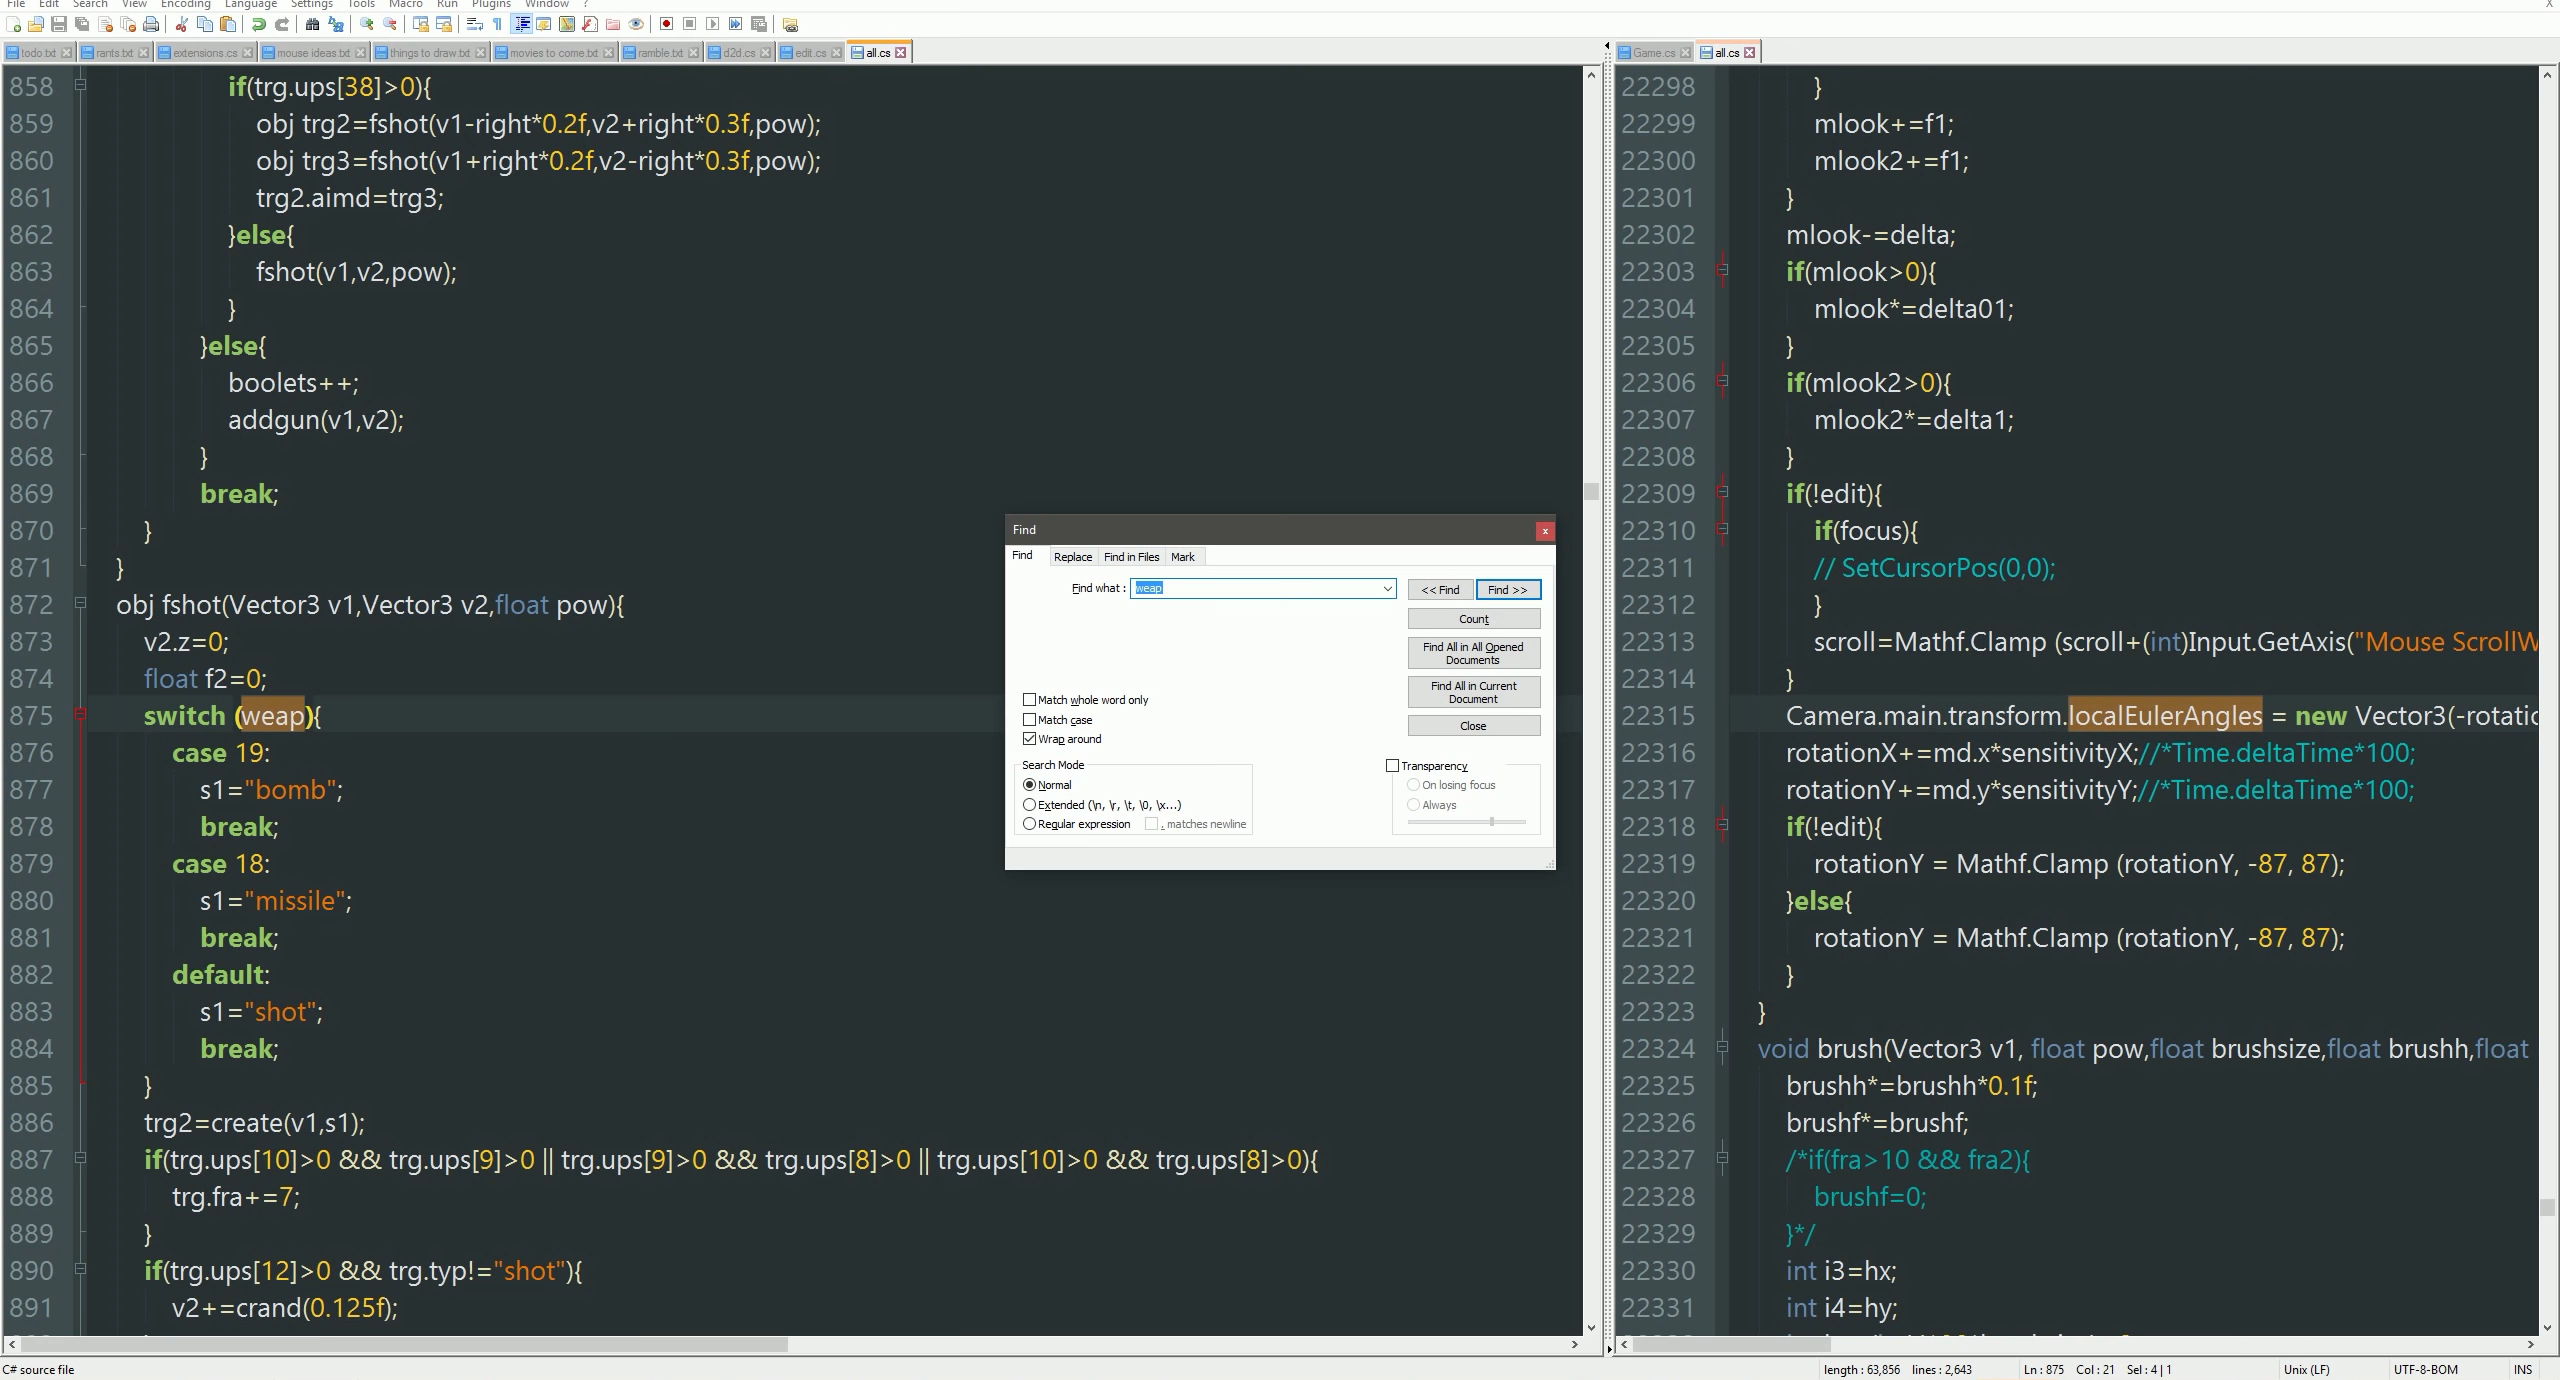 File Edit Search View Encoding Language Settings Tools Macro Run Plugins Window ?
X
todo.txt rants.txt extensions.cs mouse ideas.txt things to draw.txt movies to come.txt ramble.txt d2d.cs edit.cs all.cs
858 if(trg.ups[38]>0){
859 obj trg2=fshot(v1-right*0.2f,v2+right*0.3f,pow);
860 obj trg3=fshot(v1+right*0.2f,v2-right*0.3f,pow);
861 trg2.aimd=trg3;
862 }else{
863 fshot(v1,v2,pow);
864 }
865 }else{
866 boolets++;
867 addgun(v1,v2);
868 }
869 break;
870 }
871 }
872 obj fshot(Vector3 v1,Vector3 v2,float pow){
873 v2.z=0;
874 float f2=0;
875 switch (weap){
876 case 19:
877 s1="bomb";
878 break;
879 case 18:
880 s1="missile";
881 break;
882 default:
883 s1="shot";
884 break;
885 }
886 trg2=create(v1,s1);
887 if(trg.ups[10]>0 && trg.ups[9]>0 || trg.ups[9]>0 && trg.ups[8]>0 || trg.ups[10]>0 && trg.ups[8]>0){
888 trg.fra+=7;
889 }
890 if(trg.ups[12]>0 && trg.typ!="shot"){
891 v2+=crand(0.125f);
Find
x
Find Replace Find in Files Mark
Find what : weap
<< Find Find >>
Count
Find All in All Opened
Documents
Find All in Current
Document
Close
Match whole word only
Match case
Wrap around
Search Mode
Normal
Extended (\n, \r, \t, \0, \x...)
Regular expression . matches newline
Transparency
On losing focus
Always
Game.cs all.cs
22298 }
22299 mlook+=f1;
22300 mlook2+=f1;
22301 }
22302 mlook-=delta;
22303 if(mlook>0){
22304 mlook*=delta01;
22305 }
22306 if(mlook2>0){
22307 mlook2*=delta1;
22308 }
22309 if(!edit){
22310 if(focus){
22311 // SetCursorPos(0,0);
22312 }
22313 scroll=Mathf.Clamp (scroll+(int)Input.GetAxis("Mouse ScrollW
22314 }
22315 Camera.main.transform.localEulerAngles = new Vector3(-rotatic
22316 rotationX+=md.x*sensitivityX;//*Time.deltaTime*100;
22317 rotationY+=md.y*sensitivityY;//*Time.deltaTime*100;
22318 if(!edit){
22319 rotationY = Mathf.Clamp (rotationY, -87, 87);
22320 }else{
22321 rotationY = Mathf.Clamp (rotationY, -87, 87);
22322 }
22323 }
22324 void brush(Vector3 v1, float pow,float brushsize,float brushh,float
22325 brushh*=brushh*0.1f;
22326 brushf*=brushf;
22327 /*if(fra>10 && fra2){
22328 brushf=0;
22329 }*/
22330 int i3=hx;
22331 int i4=hy;
C# source file
length : 63,856 lines : 2,643
Ln : 875 Col : 21 Sel : 4 | 1
Unix (LF)
UTF-8-BOM
INS